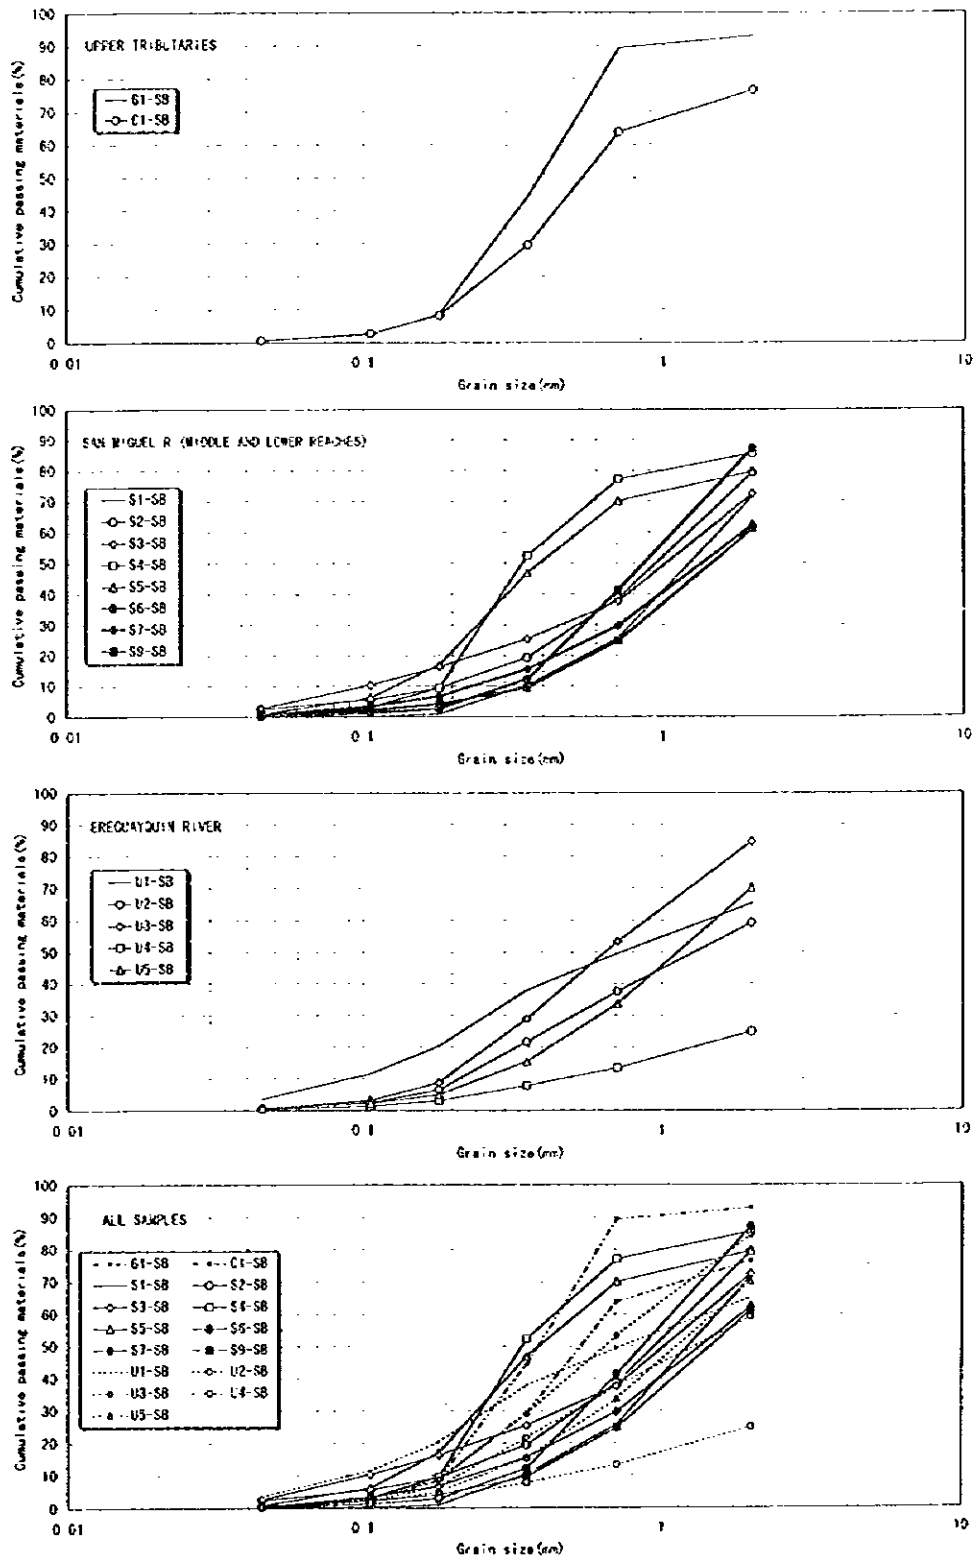 Cumulative passing materials(%)
100
90
80
70
60
50
40
30
20
10
0
UPPER TRIBUTARIES
G1-SB
C1-SB
0.01
0.1
1
10
Grain size(mm)
Cumulative passing materials(%)
100
90
80
70
60
50
40
30
20
10
0
SAN MIGUEL R (MIDDLE AND LOWER REACHES)
S1-SB
S2-SB
S3-SB
S4-SB
S5-SB
S6-SB
S7-SB
S9-SB
0.01
0.1
1
10
Grain size(mm)
Cumulative passing materials(%)
100
90
80
70
60
50
40
30
20
10
0
EREGUAYQUIN RIVER
U1-SB
U2-SB
U3-SB
U4-SB
U5-SB
0.01
0.1
1
10
Grain size(mm)
Cumulative passing materials(%)
100
90
80
70
60
50
40
30
20
10
0
ALL SAMPLES
G1-SB C1-SB
S1-SB S2-SB
S3-SB S4-SB
S5-SB S6-SB
S7-SB S9-SB
U1-SB U2-SB
U3-SB U4-SB
U5-SB
0.01
0.1
1
10
Grain size(mm)